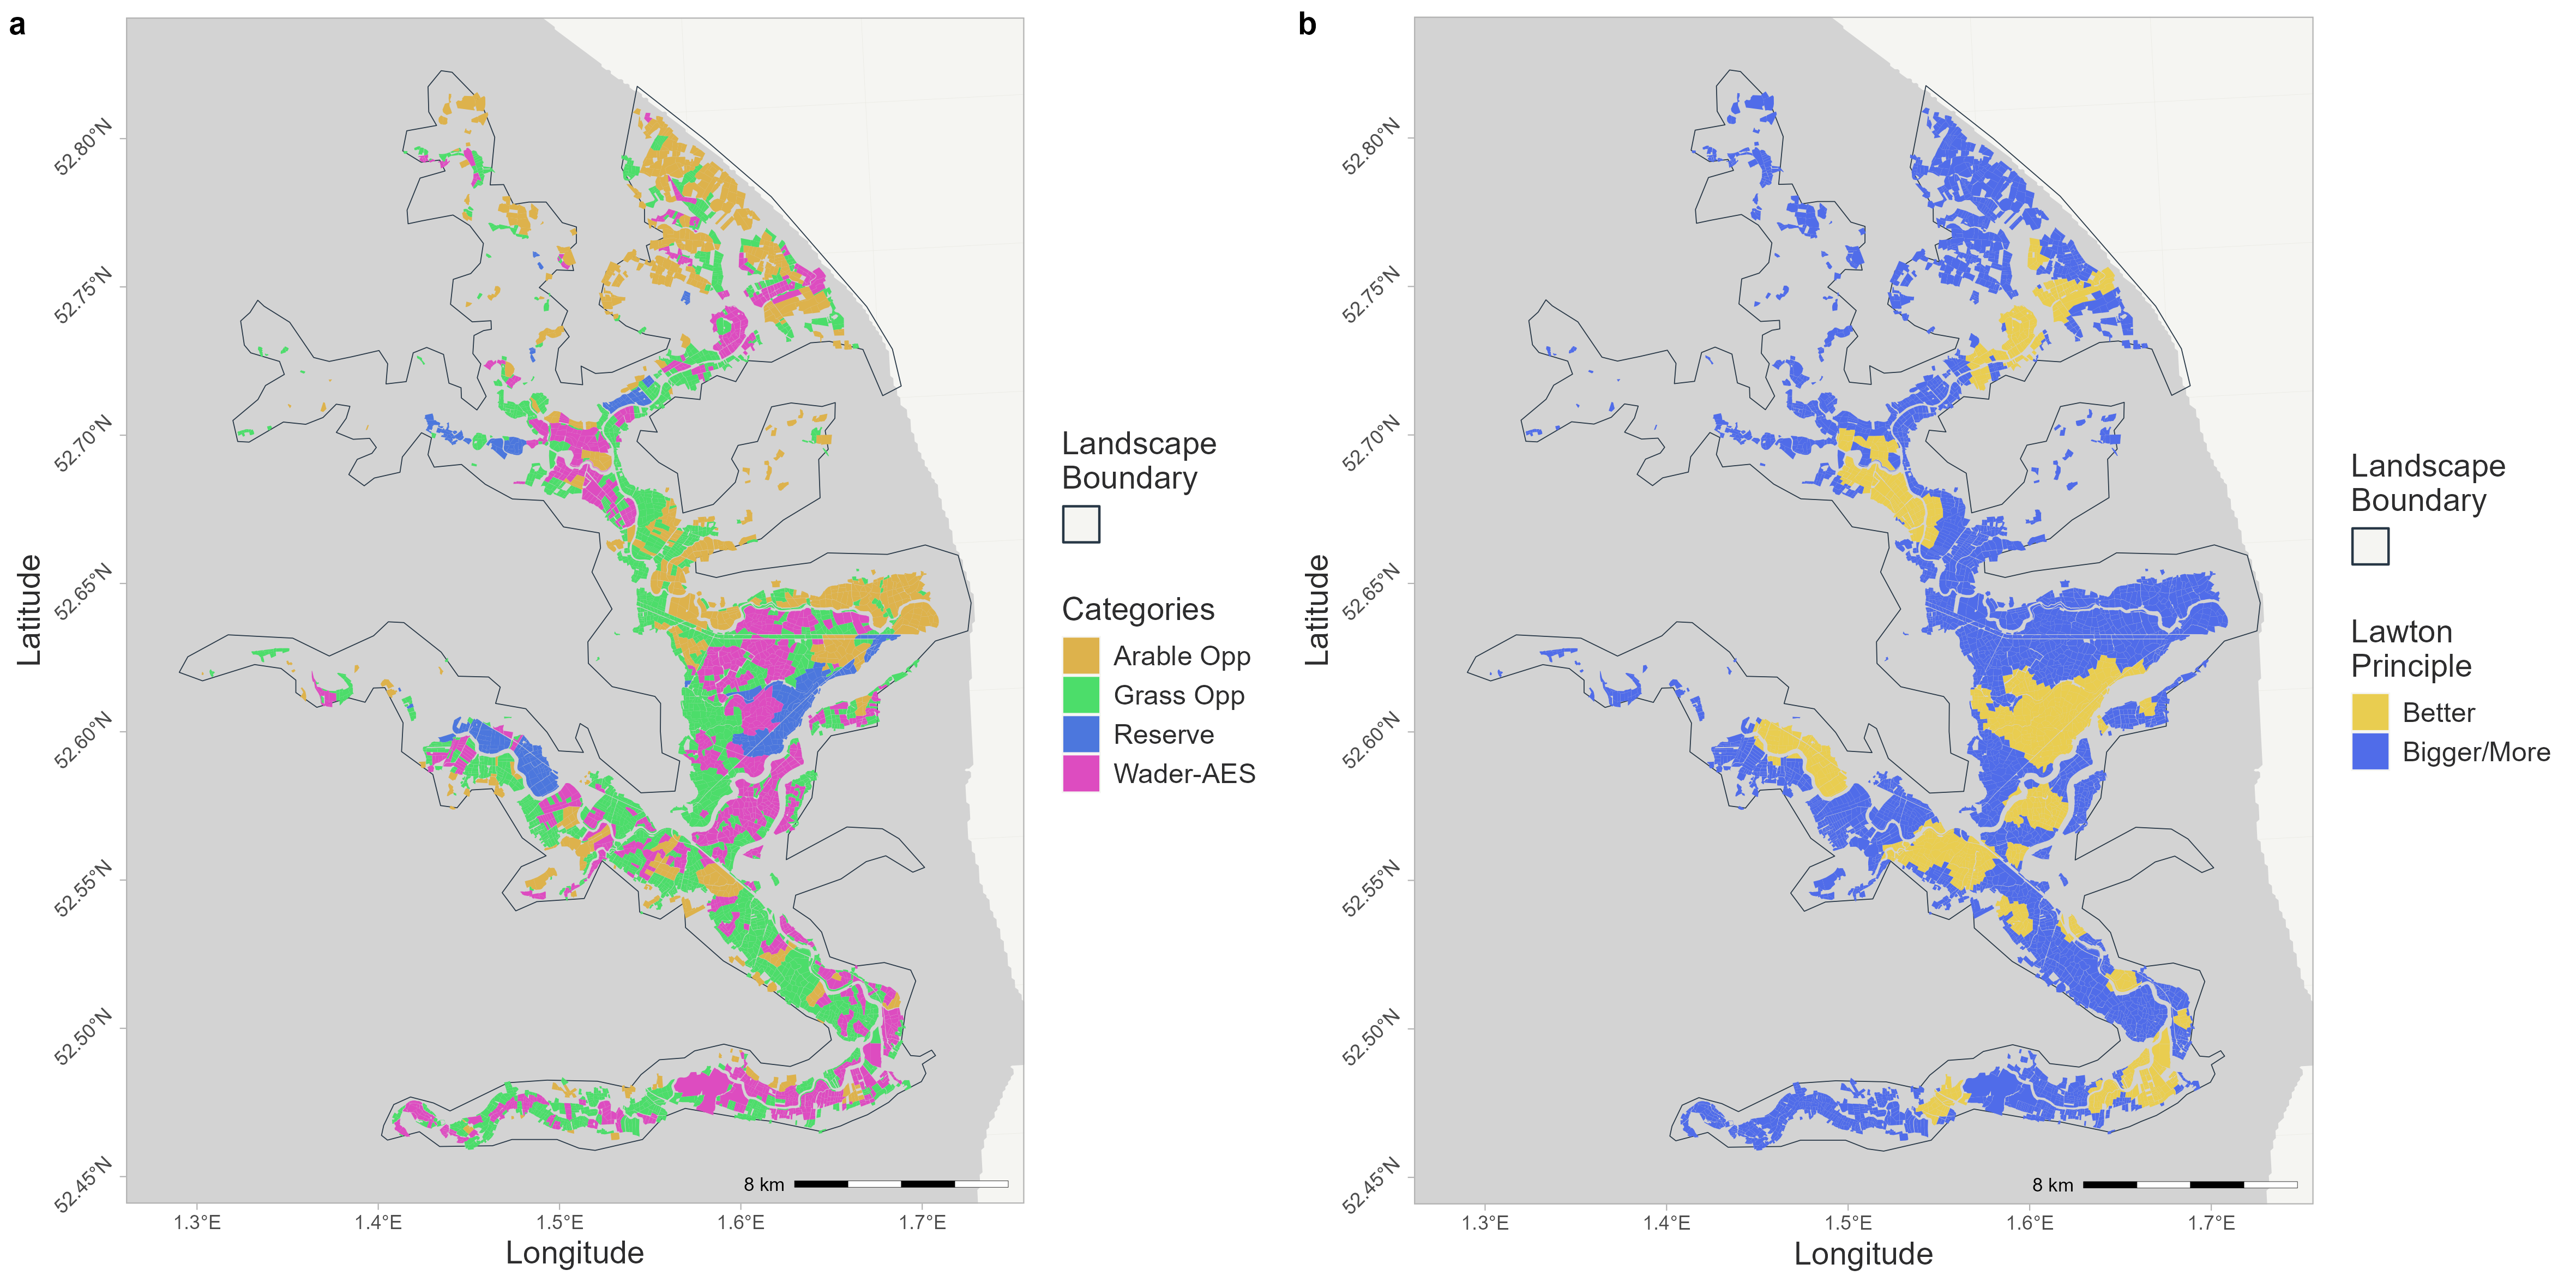 a
52.80°N
52.75°N
52.70°N
52.65°N
52.60°N
52.55°N
52.50°N
52.45°N
Latitude
1.3°E
1.4°E
1.5°E
1.6°E
1.7°E
Longitude
8 km
Landscape
Boundary
Categories
Arable Opp
Grass Opp
Reserve
Wader-AES
b
52.80°N
52.75°N
52.70°N
52.65°N
52.60°N
52.55°N
52.50°N
52.45°N
Latitude
1.3°E
1.4°E
1.5°E
1.6°E
1.7°E
Longitude
8 km
Landscape
Boundary
Lawton
Principle
Better
Bigger/More